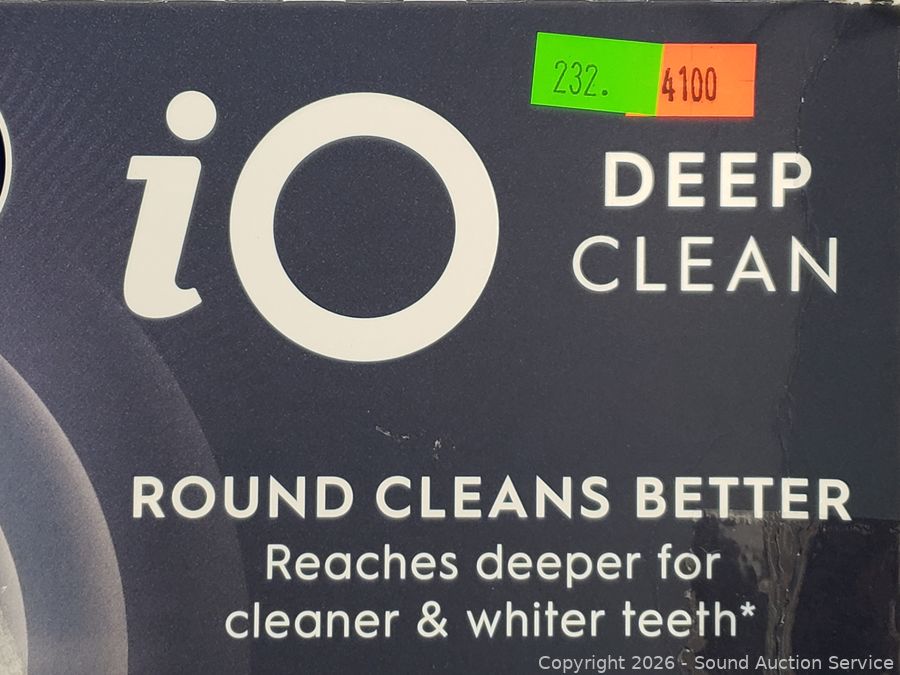 232. 4100
iO
DEEP
CLEAN
ROUND CLEANS BETTER
Reaches deeper for
cleaner & whiter teeth*
Copyright 2026 - Sound Auction Service